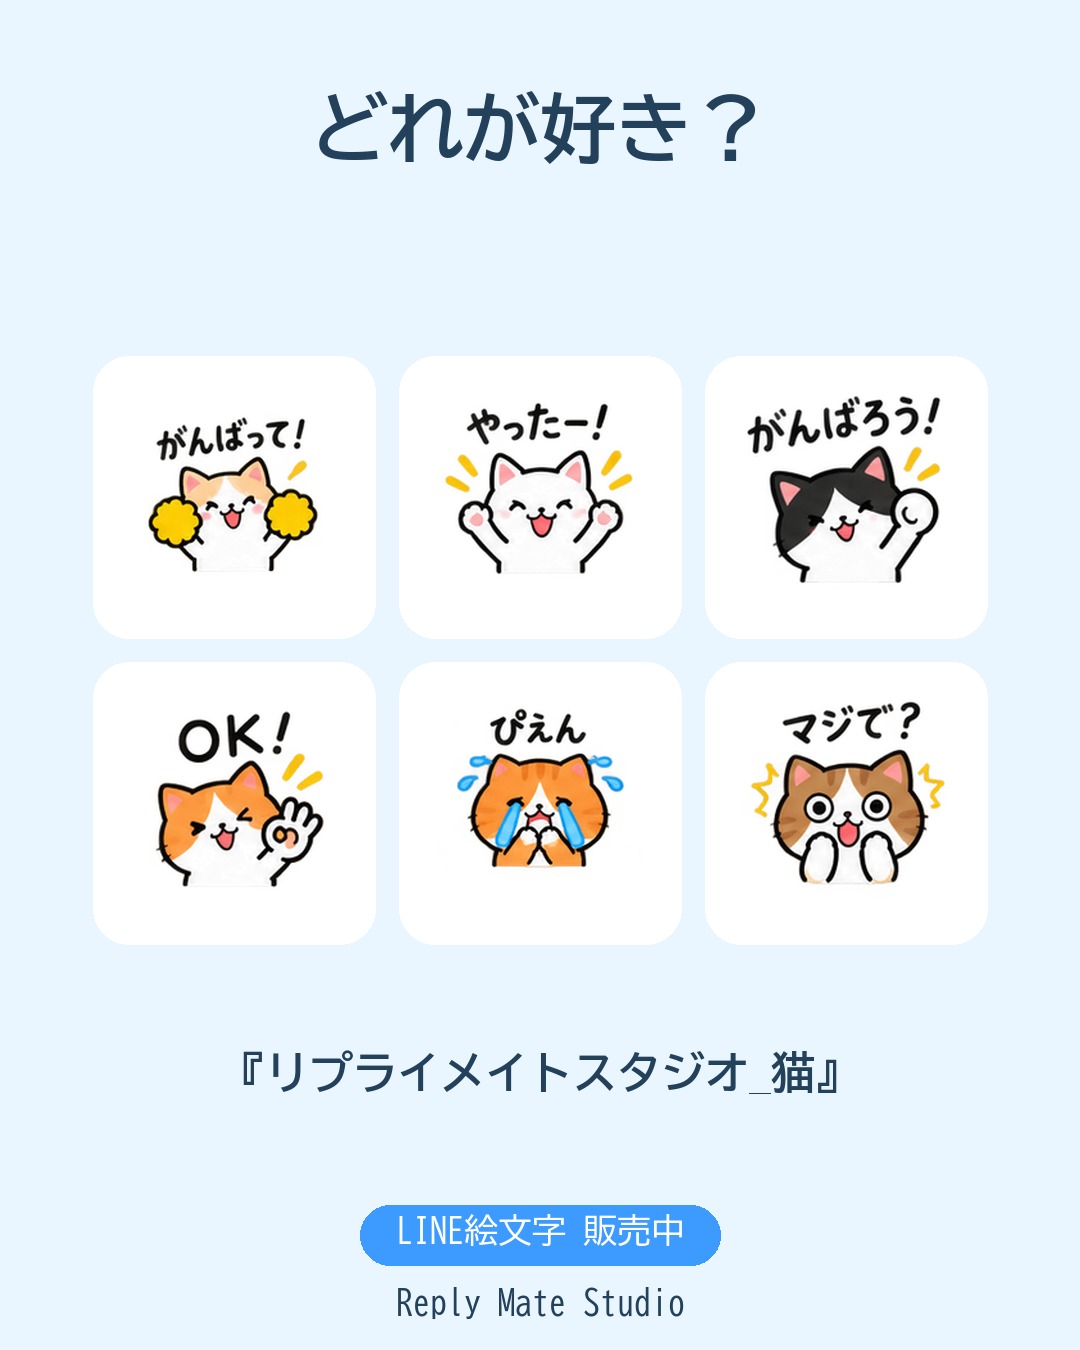 どれが好き？
がんばって!
やったー!
がんばろう!
OK!
ぴえん
マジで?
『リプライメイトスタジオ_猫』
LINE絵文字 販売中
Reply Mate Studio